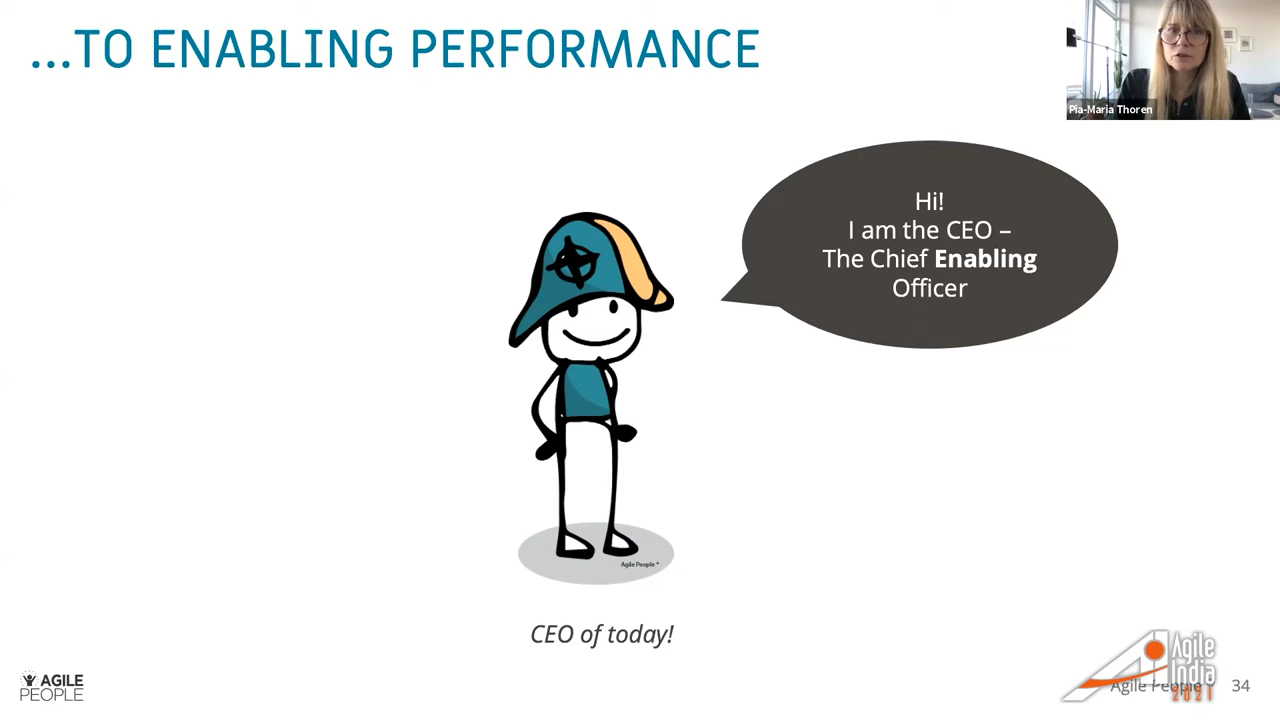 ...TO ENABLING PERFORMANCE
Pia-Maria Thoren
Hi!
I am the CEO –
The Chief Enabling
Officer
Agile People ®
CEO of today!
AGILE
PEOPLE
Agile
India
2021
Agile People ®
34